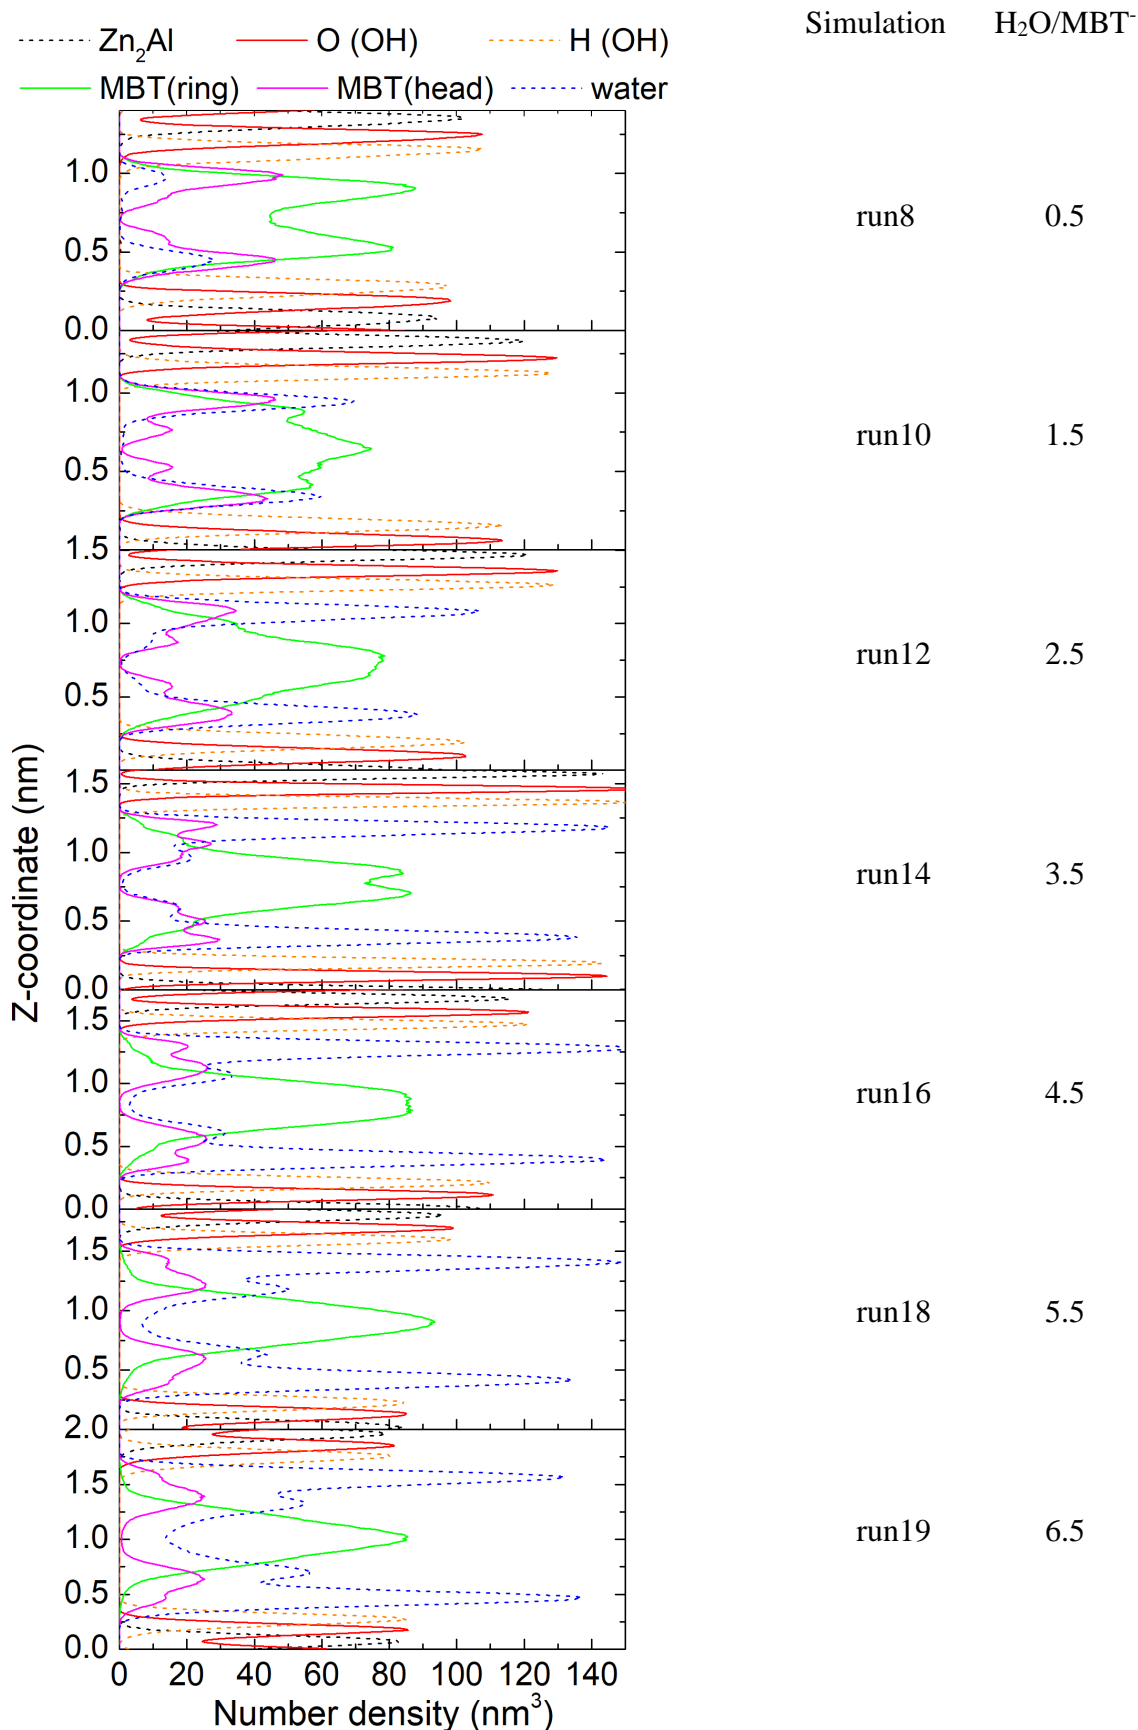 Simulation H₂O/MBT⁻
Zn₂Al O (OH) H (OH)
MBT(ring) MBT(head) water
1.0
run8 0.5
0.5
0.0
1.0
run10 1.5
0.5
1.5
1.5
1.0
run12 2.5
0.5
Z-coordinate (nm)
1.5
1.0
run14 3.5
0.5
0.0
1.5
1.0
run16 4.5
0.5
0.0
1.5
1.0
run18 5.5
0.5
2.0
1.5
1.0
run19 6.5
0.5
0.0
0 20 40 60 80 100 120 140
Number density (nm³)